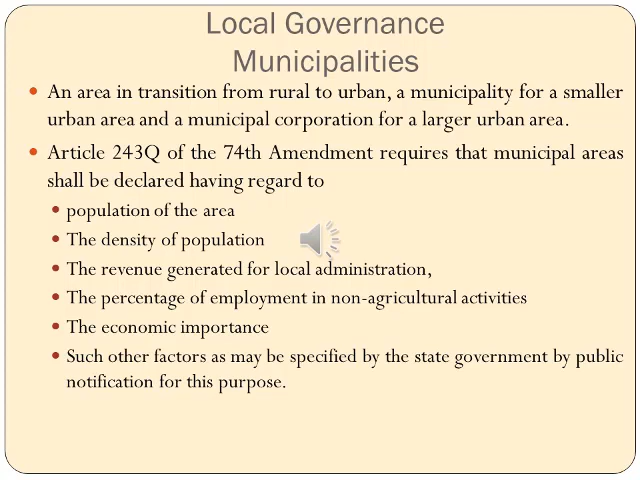 Local Governance
Municipalities
An area in transition from rural to urban, a municipality for a smaller
urban area and a municipal corporation for a larger urban area.
Article 243Q of the 74th Amendment requires that municipal areas
shall be declared having regard to
population of the area
The density of population
The revenue generated for local administration,
The percentage of employment in non-agricultural activities
The economic importance
Such other factors as may be specified by the state government by public
notification for this purpose.